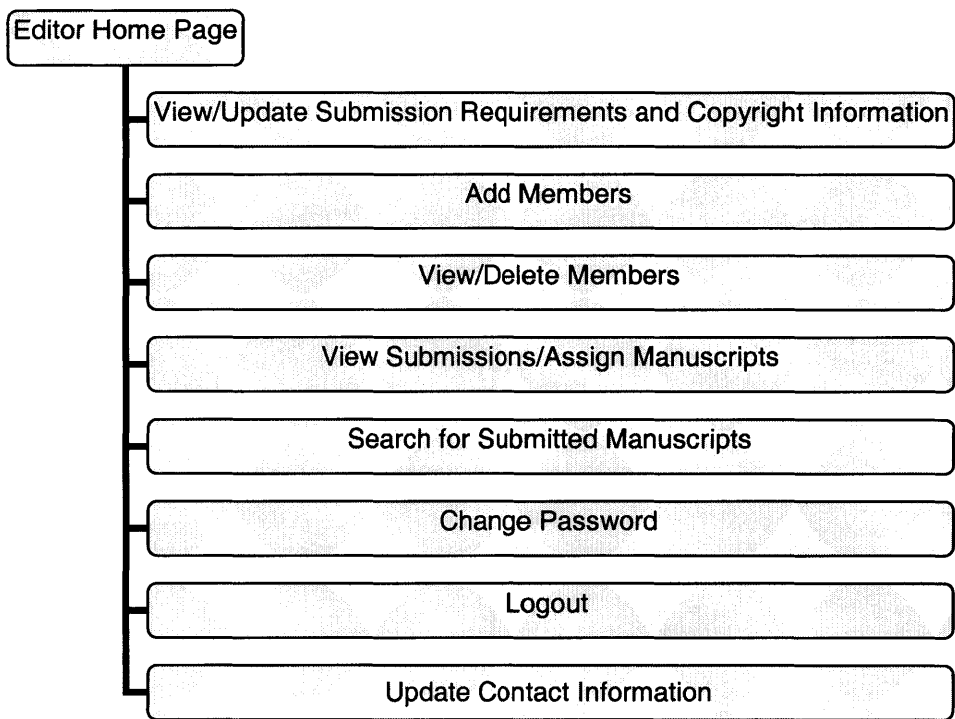 Editor Home Page
View/Update Submission Requirements and Copyright Information
Add Members
View/Delete Members
View Submissions/Assign Manuscripts
Search for Submitted Manuscripts
Change Password
Logout
Update Contact Information